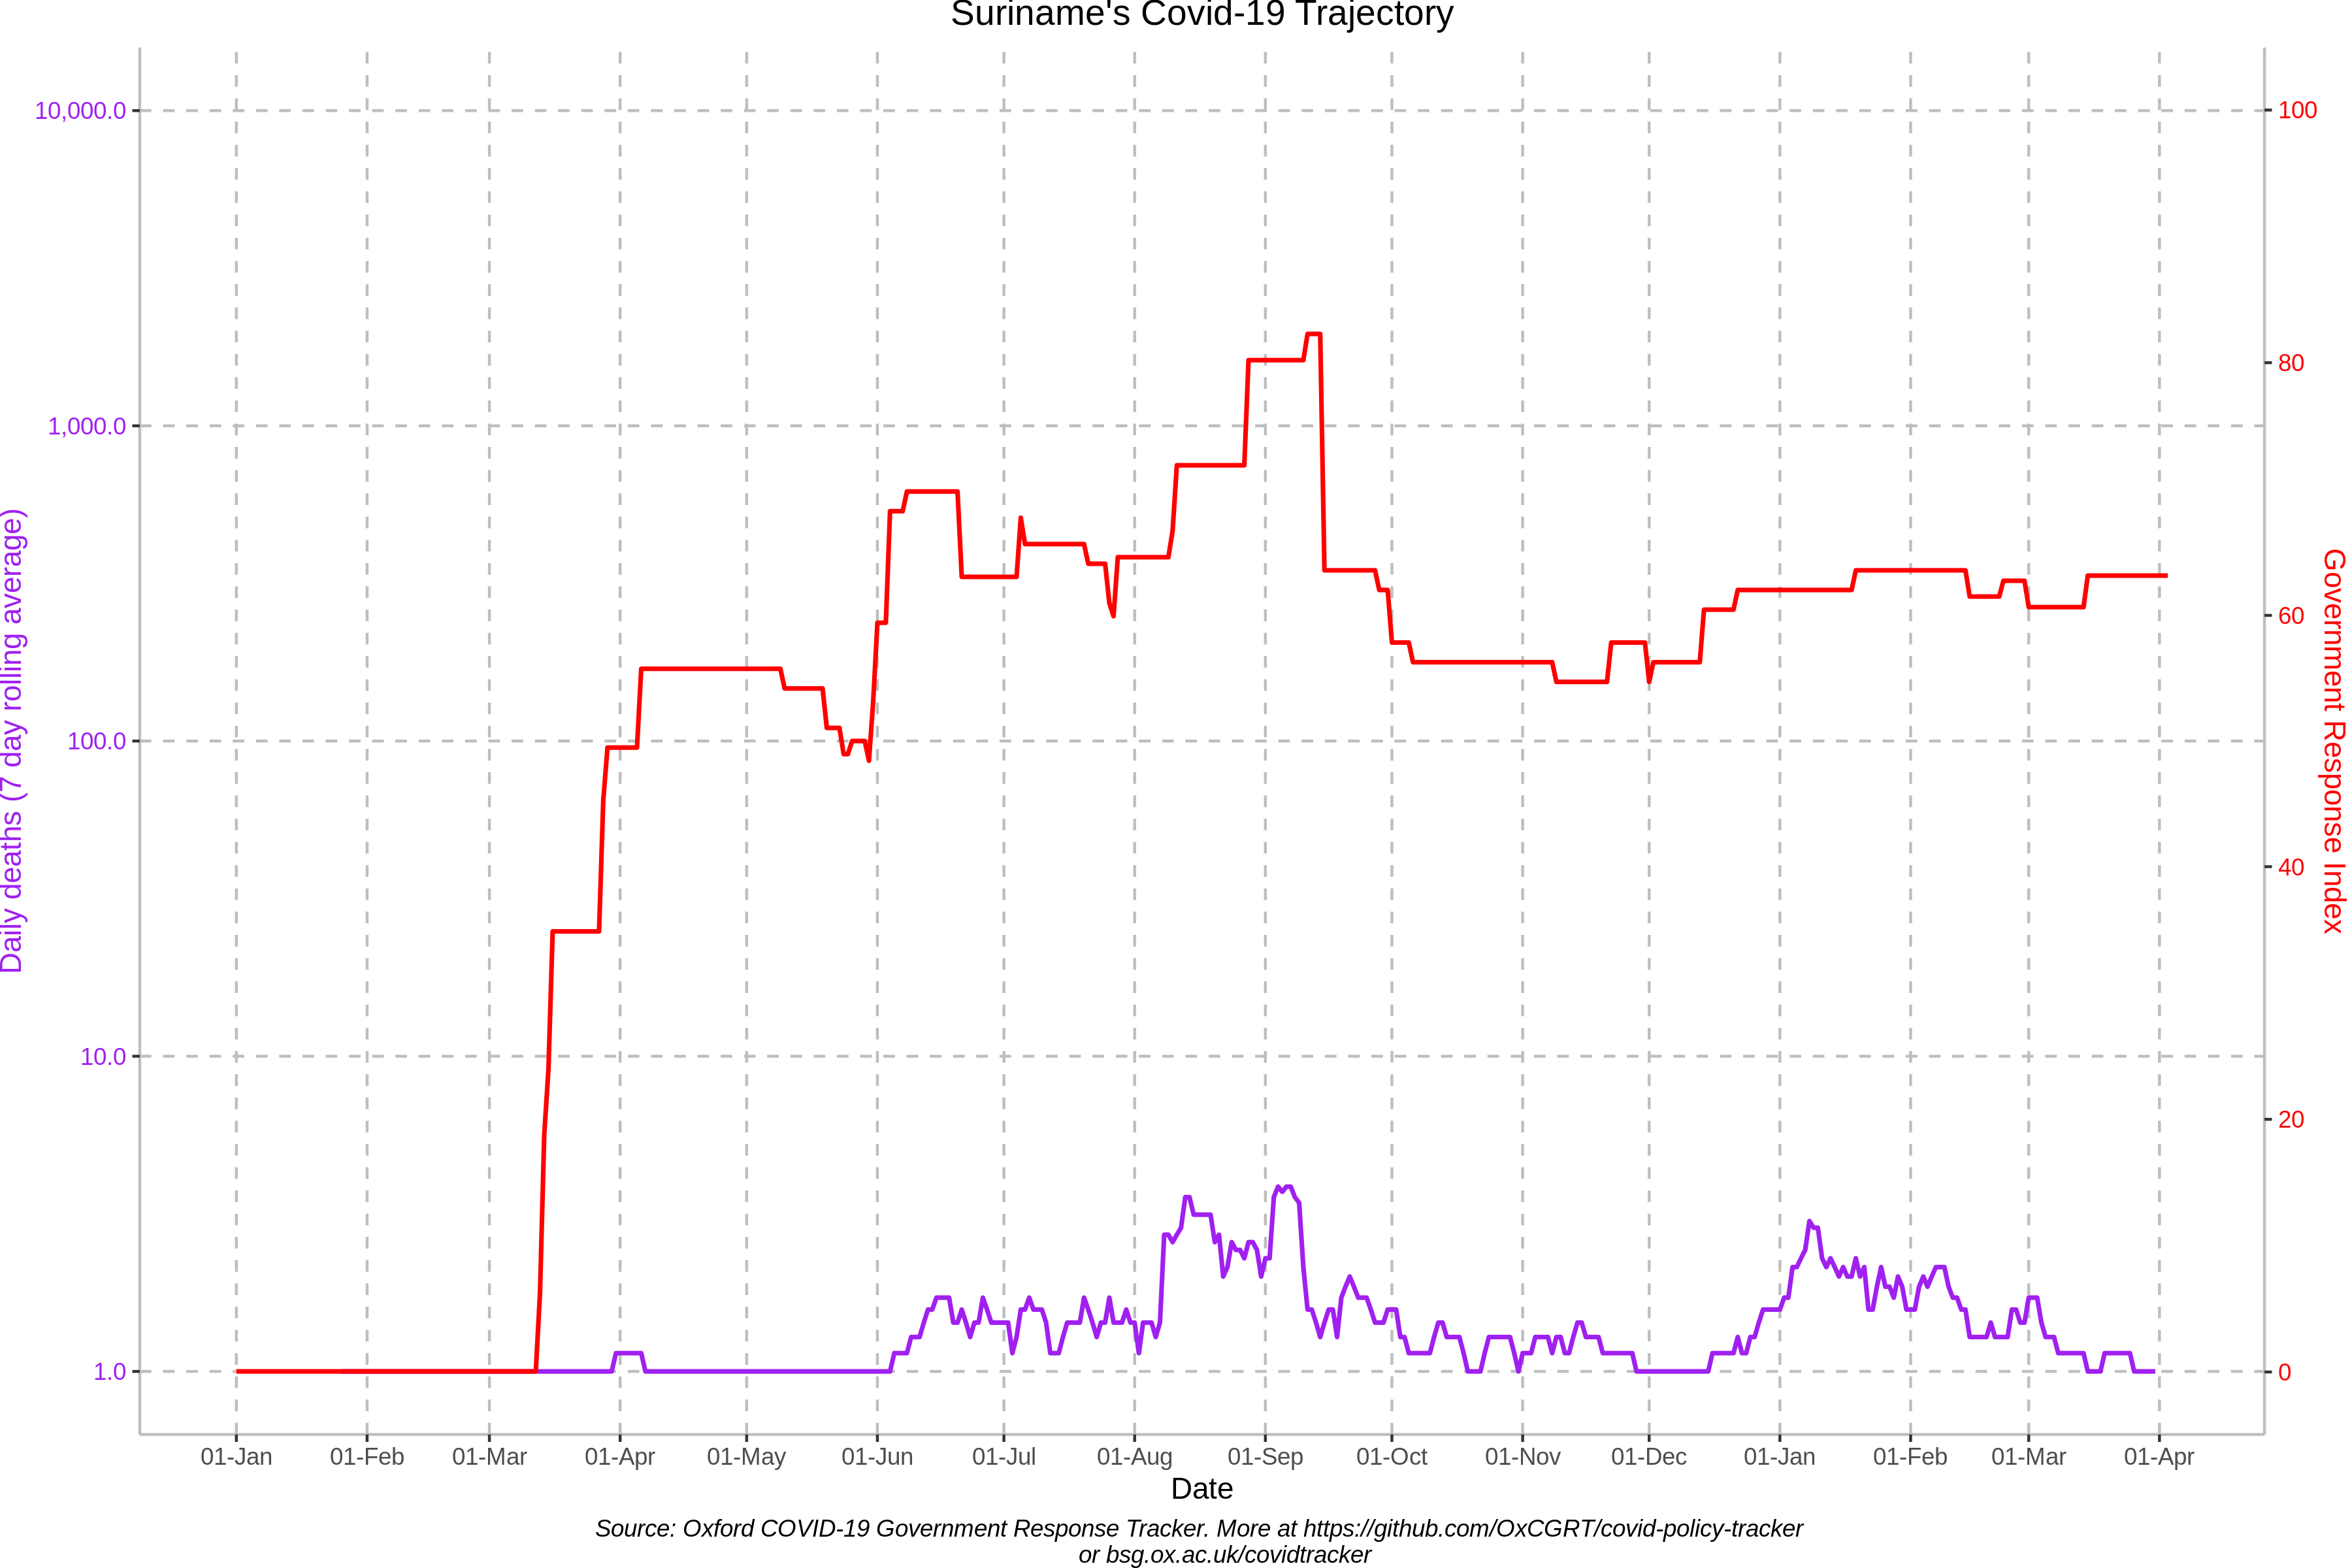 Suriname's Covid-19 Trajectory
Daily deaths (7 day rolling average)
10,000.0
1,000.0
100.0
10.0
1.0
100
80
60
40
20
0
Government Response Index
01-Jan 01-Feb 01-Mar 01-Apr 01-May 01-Jun 01-Jul 01-Aug 01-Sep 01-Oct 01-Nov 01-Dec 01-Jan 01-Feb 01-Mar 01-Apr
Date
Source: Oxford COVID-19 Government Response Tracker. More at https://github.com/OxCGRT/covid-policy-tracker
or bsg.ox.ac.uk/covidtracker